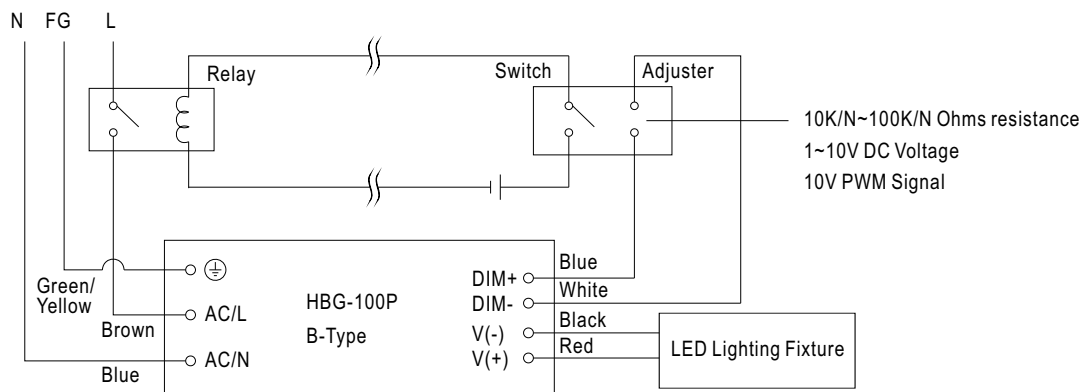 N FG L
Relay
Switch
Adjuster
10K/N~100K/N Ohms resistance
1~10V DC Voltage
10V PWM Signal
Green/
Yellow
Brown
Blue
AC/L
AC/N
HBG-100P
B-Type
DIM+
DIM-
V(-)
V(+)
Blue
White
Black
Red
LED Lighting Fixture